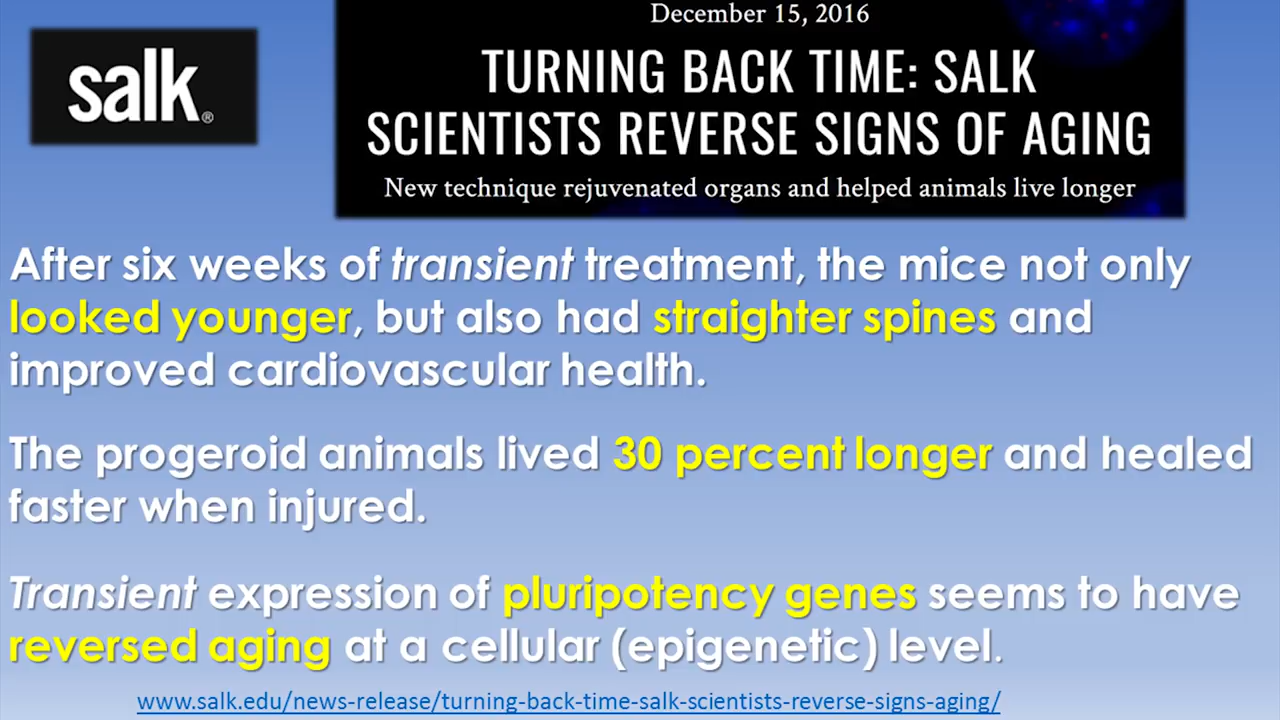 salk®
December 15, 2016
TURNING BACK TIME: SALK
SCIENTISTS REVERSE SIGNS OF AGING
New technique rejuvenated organs and helped animals live longer
After six weeks of transient treatment, the mice not only
looked younger, but also had straighter spines and
improved cardiovascular health.
The progeroid animals lived 30 percent longer and healed
faster when injured.
Transient expression of pluripotency genes seems to have
reversed aging at a cellular (epigenetic) level.
www.salk.edu/news-release/turning-back-time-salk-scientists-reverse-signs-aging/